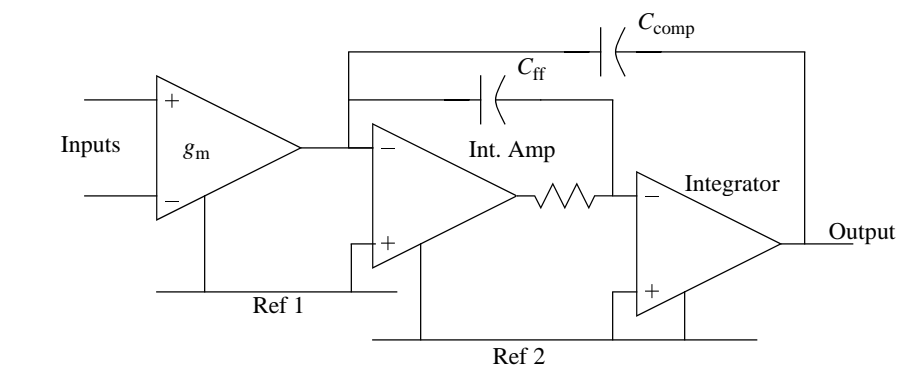 C_comp
C_ff
+
Inputs
g_m
−
Int. Amp
−
Integrator
−
+
Output
+
Ref 1
Ref 2